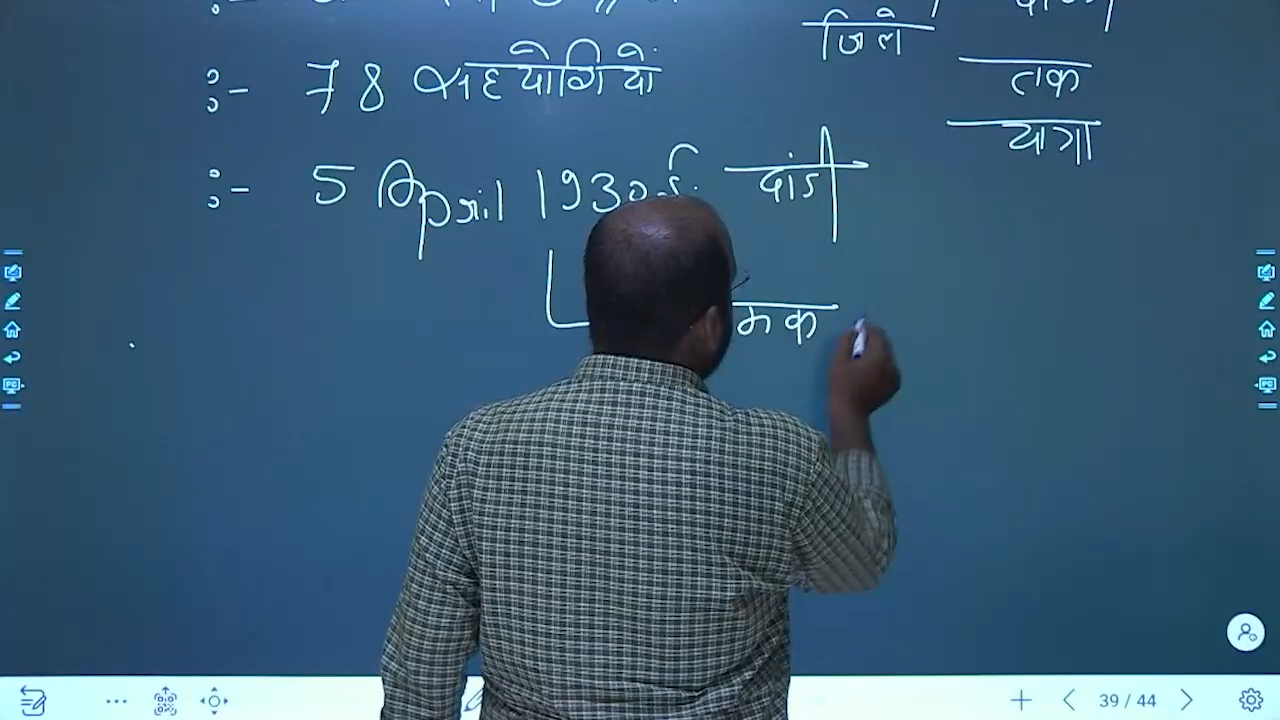 जिले
:- 78 सहयोगियों
तक
यात्रा
:- 5 April 1930 ई. दांडी
मक
39 / 44